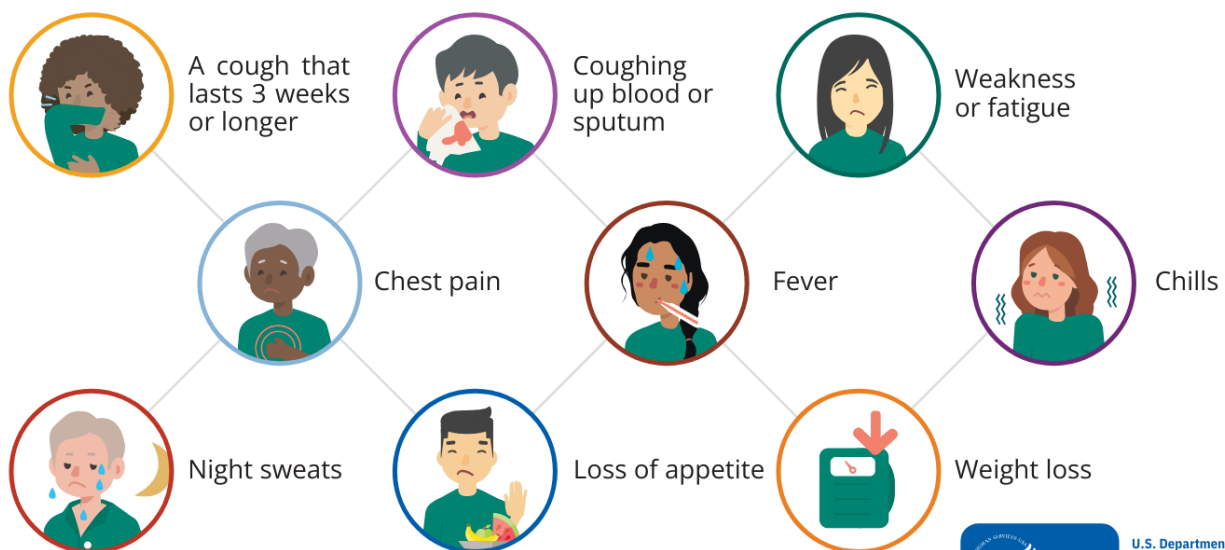 A cough that
lasts 3 weeks
or longer
Coughing
up blood or
sputum
Weakness
or fatigue
Chest pain
Fever
Chills
Night sweats
Loss of appetite
Weight loss
U.S.